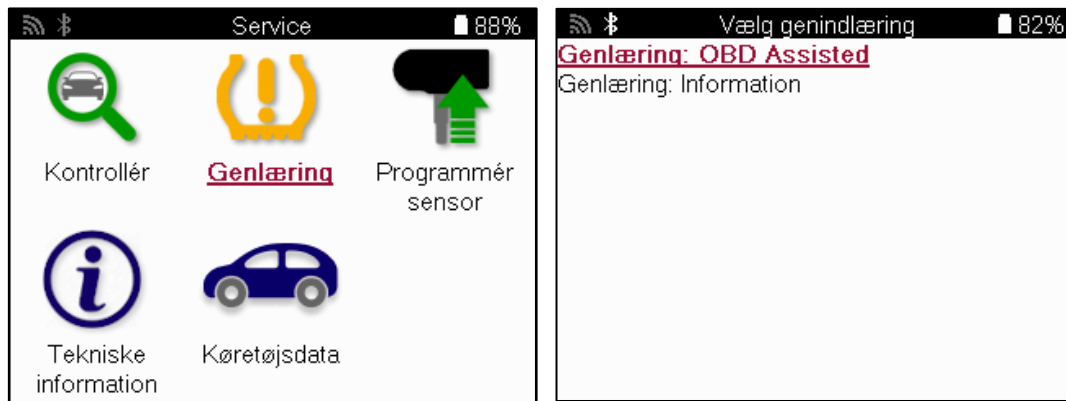 Service 88%
Kontrollér
Genlæring
Programmér
sensor
Tekniske
information
Køretøjsdata
Vælg genindlæring 82%
Genlæring: OBD Assisted
Genlæring: Information